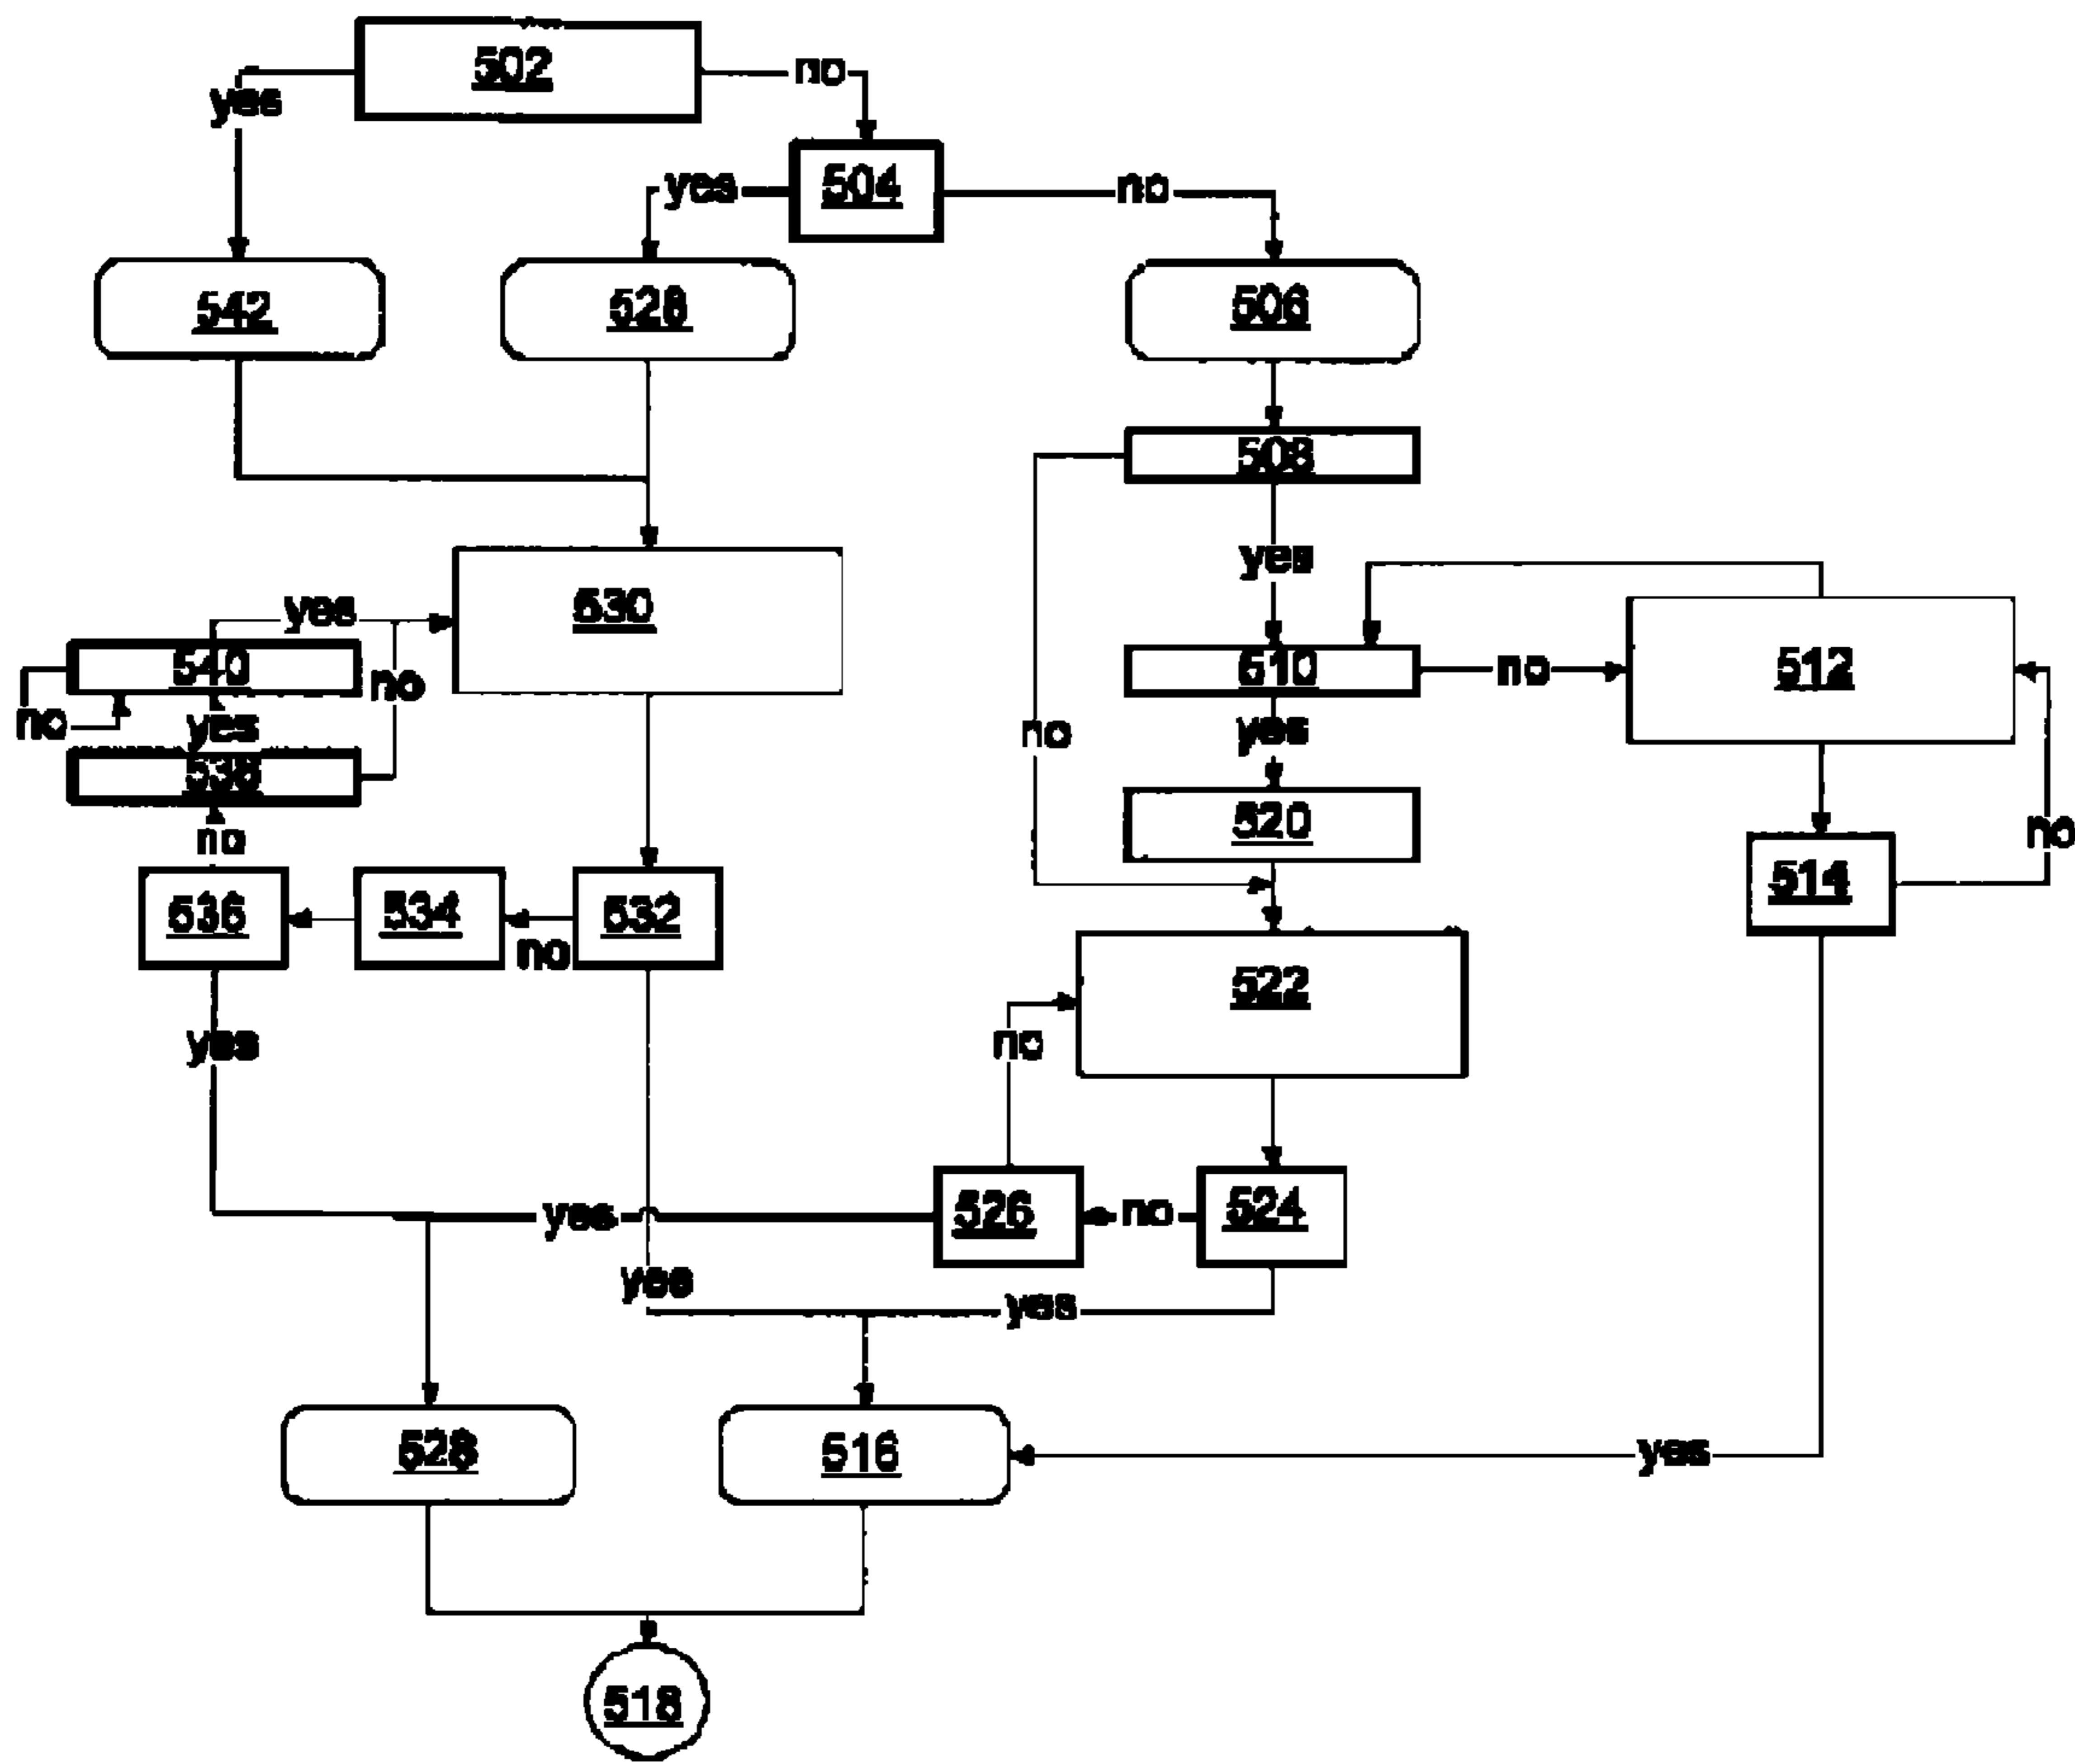 502
no
yes
504
yes
no
542
528
506
508
yes
530
yes
540
no
510
no
512
no
yes
no
yes
538
520
no
no
536
534
532
514
no
522
yes
no
526
no
524
yes
yes
yes
528
516
yes
518